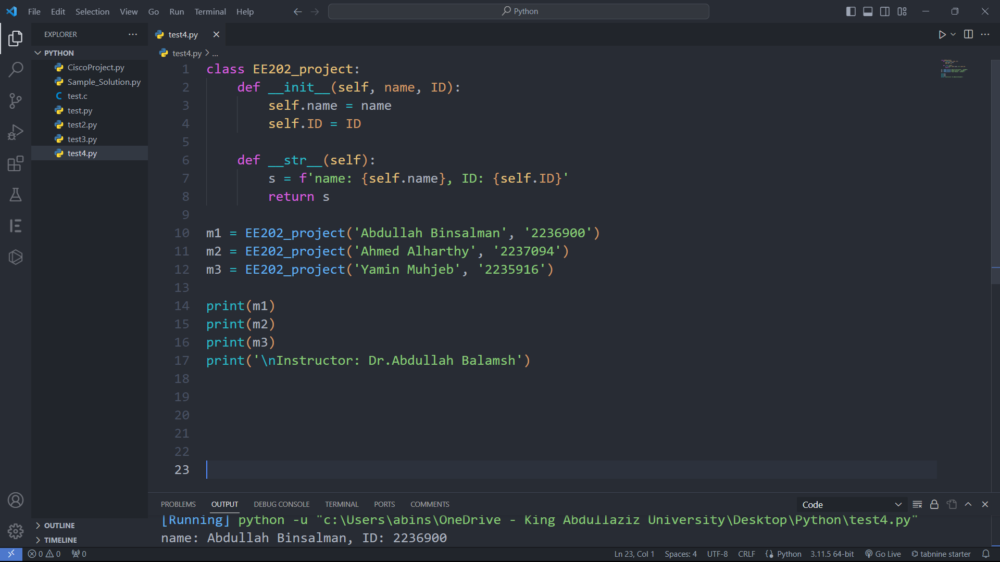 File Edit Selection View Go Run Terminal Help
Python
EXPLORER
PYTHON
CiscoProject.py
Sample_Solution.py
C test.c
test.py
test2.py
test3.py
test4.py
OUTLINE
TIMELINE
test4.py
test4.py > ...
1 class EE202_project:
2     def __init__(self, name, ID):
3         self.name = name
4         self.ID = ID
5
6     def __str__(self):
7         s = f'name: {self.name}, ID: {self.ID}'
8         return s
9
10 m1 = EE202_project('Abdullah Binsalman', '2236900')
11 m2 = EE202_project('Ahmed Alharthy', '2237094')
12 m3 = EE202_project('Yamin Muhjeb', '2235916')
13
14 print(m1)
15 print(m2)
16 print(m3)
17 print('\nInstructor: Dr.Abdullah Balamsh')
18
19
20
21
22
23
PROBLEMS OUTPUT DEBUG CONSOLE TERMINAL PORTS COMMENTS
Code
[Running] python -u "c:\Users\abins\OneDrive - King Abdullaziz University\Desktop\Python\test4.py"
name: Abdullah Binsalman, ID: 2236900
0 0 0 Ln 23, Col 1 Spaces: 4 UTF-8 CRLF Python 3.11.5 64-bit Go Live tabnine starter